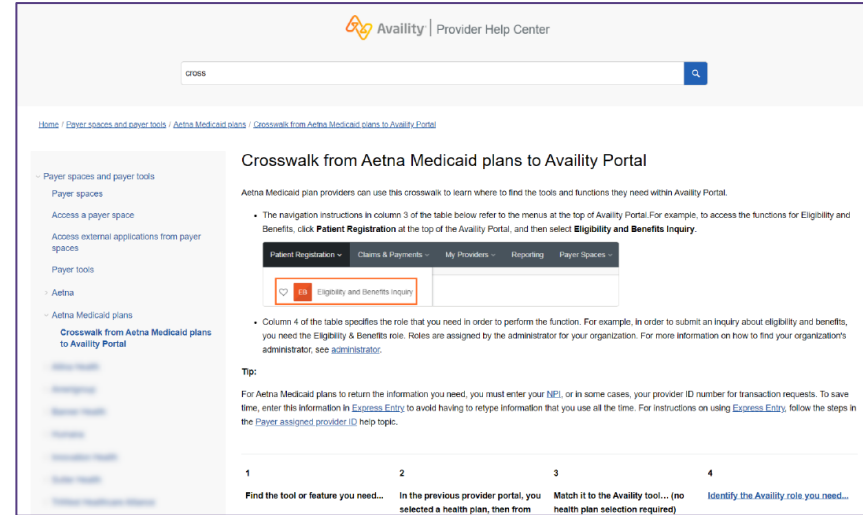 Availity | Provider Help Center
cross
Home / Payer spaces and payer tools / Aetna Medicaid plans / Crosswalk from Aetna Medicaid plans to Availity Portal
Crosswalk from Aetna Medicaid plans to Availity Portal
Payer spaces and payer tools
Payer spaces
Access a payer space
Access external applications from payer
spaces
Payer tools
Aetna
Aetna Medicaid plans
Crosswalk from Aetna Medicaid plans
to Availity Portal
Aetna Medicaid plan providers can use this crosswalk to learn where to find the tools and functions they need within Availity Portal.
• The navigation instructions in column 3 of the table below refer to the menus at the top of Availity Portal.For example, to access the functions for Eligibility and
Benefits, click Patient Registration at the top of the Availity Portal, and then select Eligibility and Benefits Inquiry.
Patient Registration Claims & Payments My Providers Reporting Payer Spaces
EB Eligibility and Benefits Inquiry
• Column 4 of the table specifies the role that you need in order to perform the function. For example, in order to submit an inquiry about eligibility and benefits,
you need the Eligibility & Benefits role. Roles are assigned by the administrator for your organization. For more information on how to find your organization's
administrator, see administrator.
Tip:
For Aetna Medicaid plans to return the information you need, you must enter your NPI, or in some cases, your provider ID number for transaction requests. To save
time, enter this information in Express Entry to avoid having to retype information that you use all the time. For instructions on using Express Entry, follow the steps in
the Payer assigned provider ID help topic.
1 2 3 4
Find the tool or feature you need... In the previous provider portal, you Match it to the Availity tool... (no Identify the Availity role you need...
selected a health plan, then from health plan selection required)